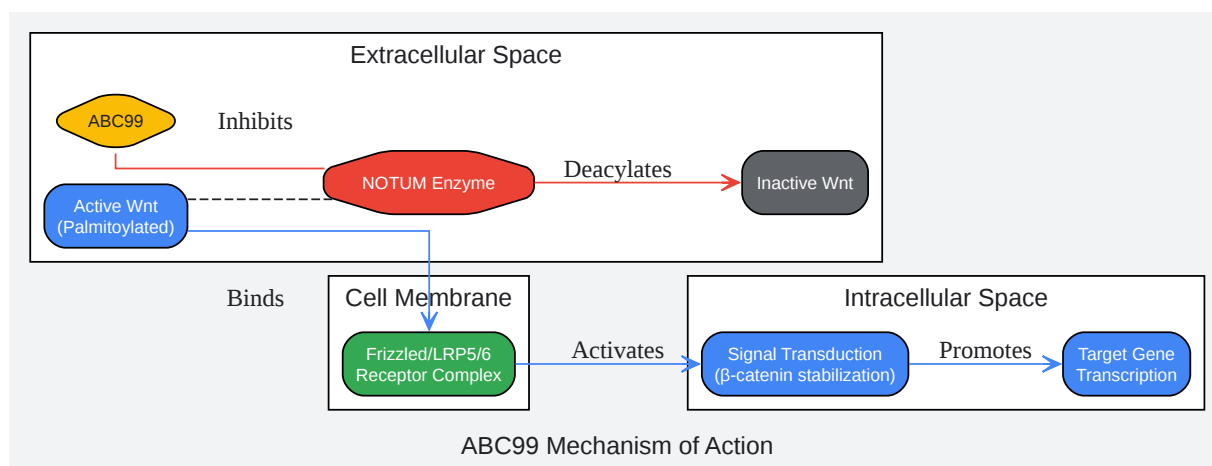 Extracellular Space
ABC99
Inhibits
NOTUM Enzyme
Deacylates
Inactive Wnt
Active Wnt
(Palmitoylated)
Binds
Cell Membrane
Frizzled/LRP5/6
Receptor Complex
Activates
Intracellular Space
Signal Transduction
(β-catenin stabilization)
Promotes
Target Gene
Transcription
ABC99 Mechanism of Action